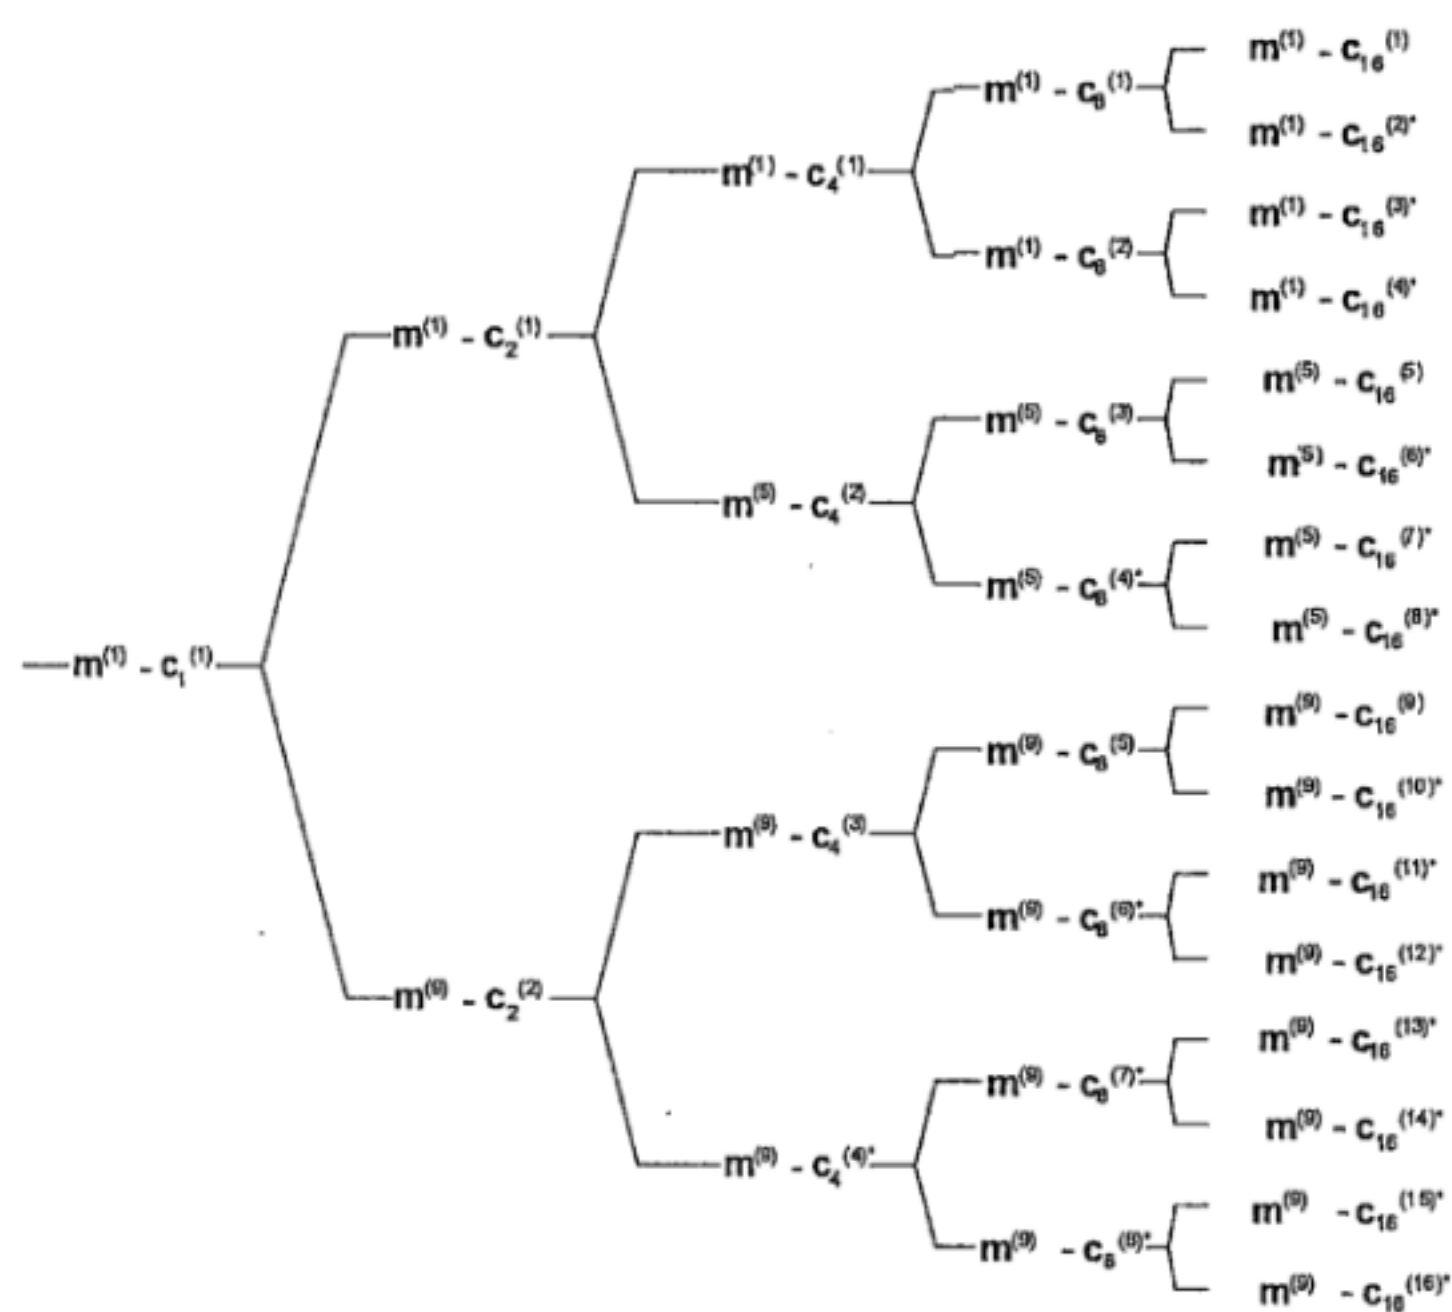 m(1) - c16(1)
m(1) - c8(1)
m(1) - c16(2)*
m(1) - c4(1)
m(1) - c16(3)*
m(1) - c8(2)
m(1) - c16(4)*
m(1) - c2(1)
m(5) - c16(5)
m(5) - c8(3)
m(5) - c16(6)*
m(5) - c4(2)
m(5) - c16(7)*
m(5) - c8(4)*
m(5) - c16(8)*
m(1) - c1(1)
m(9) - c16(9)
m(9) - c8(5)
m(9) - c16(10)*
m(9) - c4(3)
m(9) - c16(11)*
m(9) - c8(6)*
m(9) - c16(12)*
m(9) - c2(2)
m(9) - c16(13)*
m(9) - c8(7)*
m(9) - c16(14)*
m(9) - c4(4)*
m(9) - c16(15)*
m(9) - c8(8)*
m(9) - c16(16)*